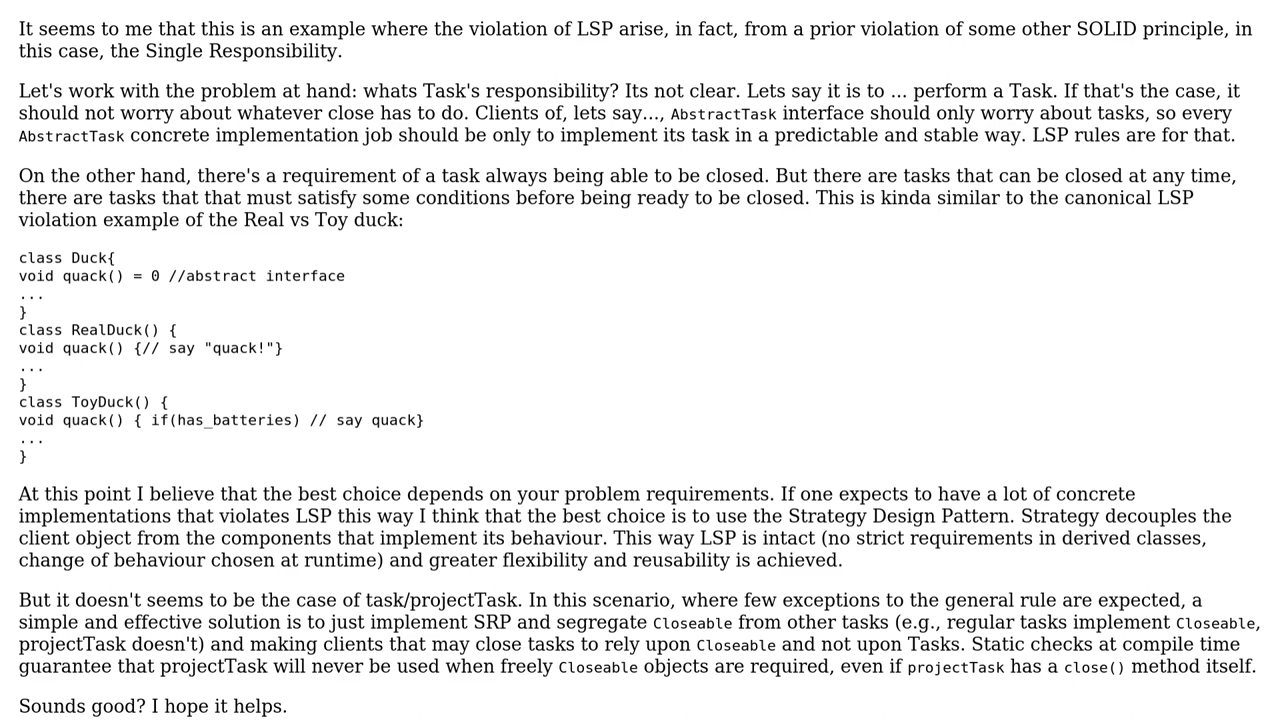 It seems to me that this is an example where the violation of LSP arise, in fact, from a prior violation of some other SOLID principle, in
this case, the Single Responsibility.
Let's work with the problem at hand: whats Task's responsibility? Its not clear. Lets say it is to ... perform a Task. If that's the case, it
should not worry about whatever close has to do. Clients of, lets say..., AbstractTask interface should only worry about tasks, so every
AbstractTask concrete implementation job should be only to implement its task in a predictable and stable way. LSP rules are for that.
On the other hand, there's a requirement of a task always being able to be closed. But there are tasks that can be closed at any time,
there are tasks that that must satisfy some conditions before being ready to be closed. This is kinda similar to the canonical LSP
violation example of the Real vs Toy duck:
class Duck{
void quack() = 0 //abstract interface
...
}
class RealDuck() {
void quack() {// say "quack!"}
...
}
class ToyDuck() {
void quack() { if(has_batteries) // say quack}
...
}
At this point I believe that the best choice depends on your problem requirements. If one expects to have a lot of concrete
implementations that violates LSP this way I think that the best choice is to use the Strategy Design Pattern. Strategy decouples the
client object from the components that implement its behaviour. This way LSP is intact (no strict requirements in derived classes,
change of behaviour chosen at runtime) and greater flexibility and reusability is achieved.
But it doesn't seems to be the case of task/projectTask. In this scenario, where few exceptions to the general rule are expected, a
simple and effective solution is to just implement SRP and segregate Closeable from other tasks (e.g., regular tasks implement Closeable,
projectTask doesn't) and making clients that may close tasks to rely upon Closeable and not upon Tasks. Static checks at compile time
guarantee that projectTask will never be used when freely Closeable objects are required, even if projectTask has a close() method itself.
Sounds good? I hope it helps.